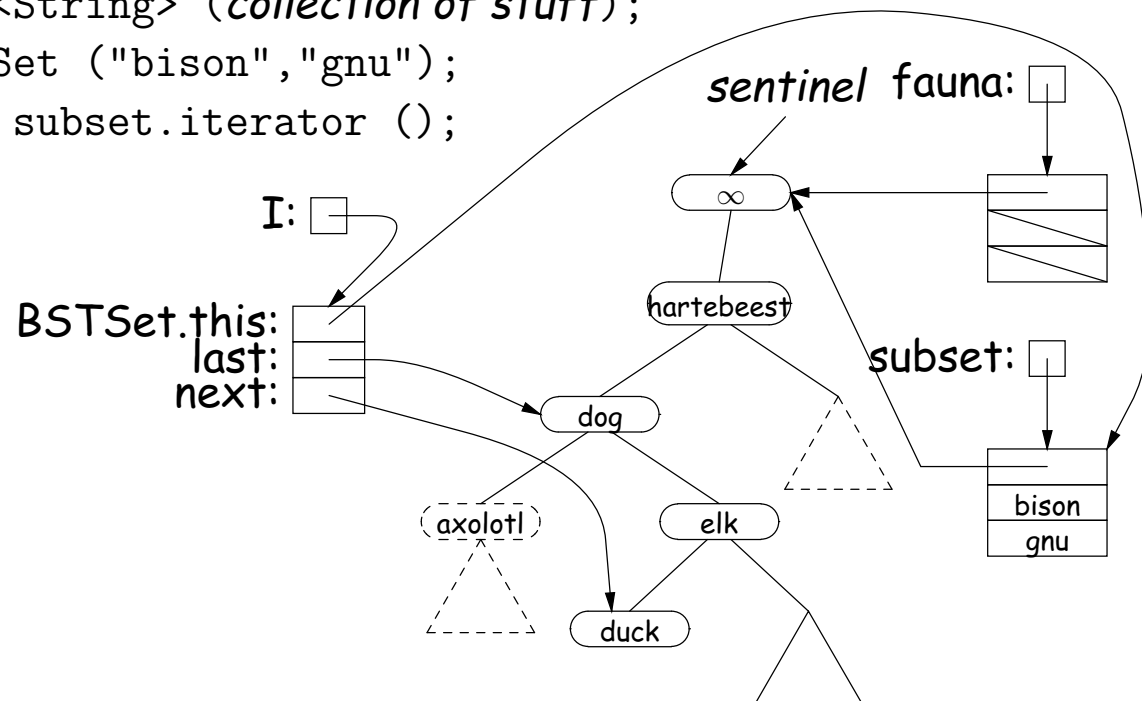 <String> (collection of stuff);
Set ("bison","gnu");
subset.iterator ();
sentinel
fauna:
∞
I:
hartebeest
BSTSet.this:
last:
next:
subset:
dog
axolotl
elk
bison
gnu
duck